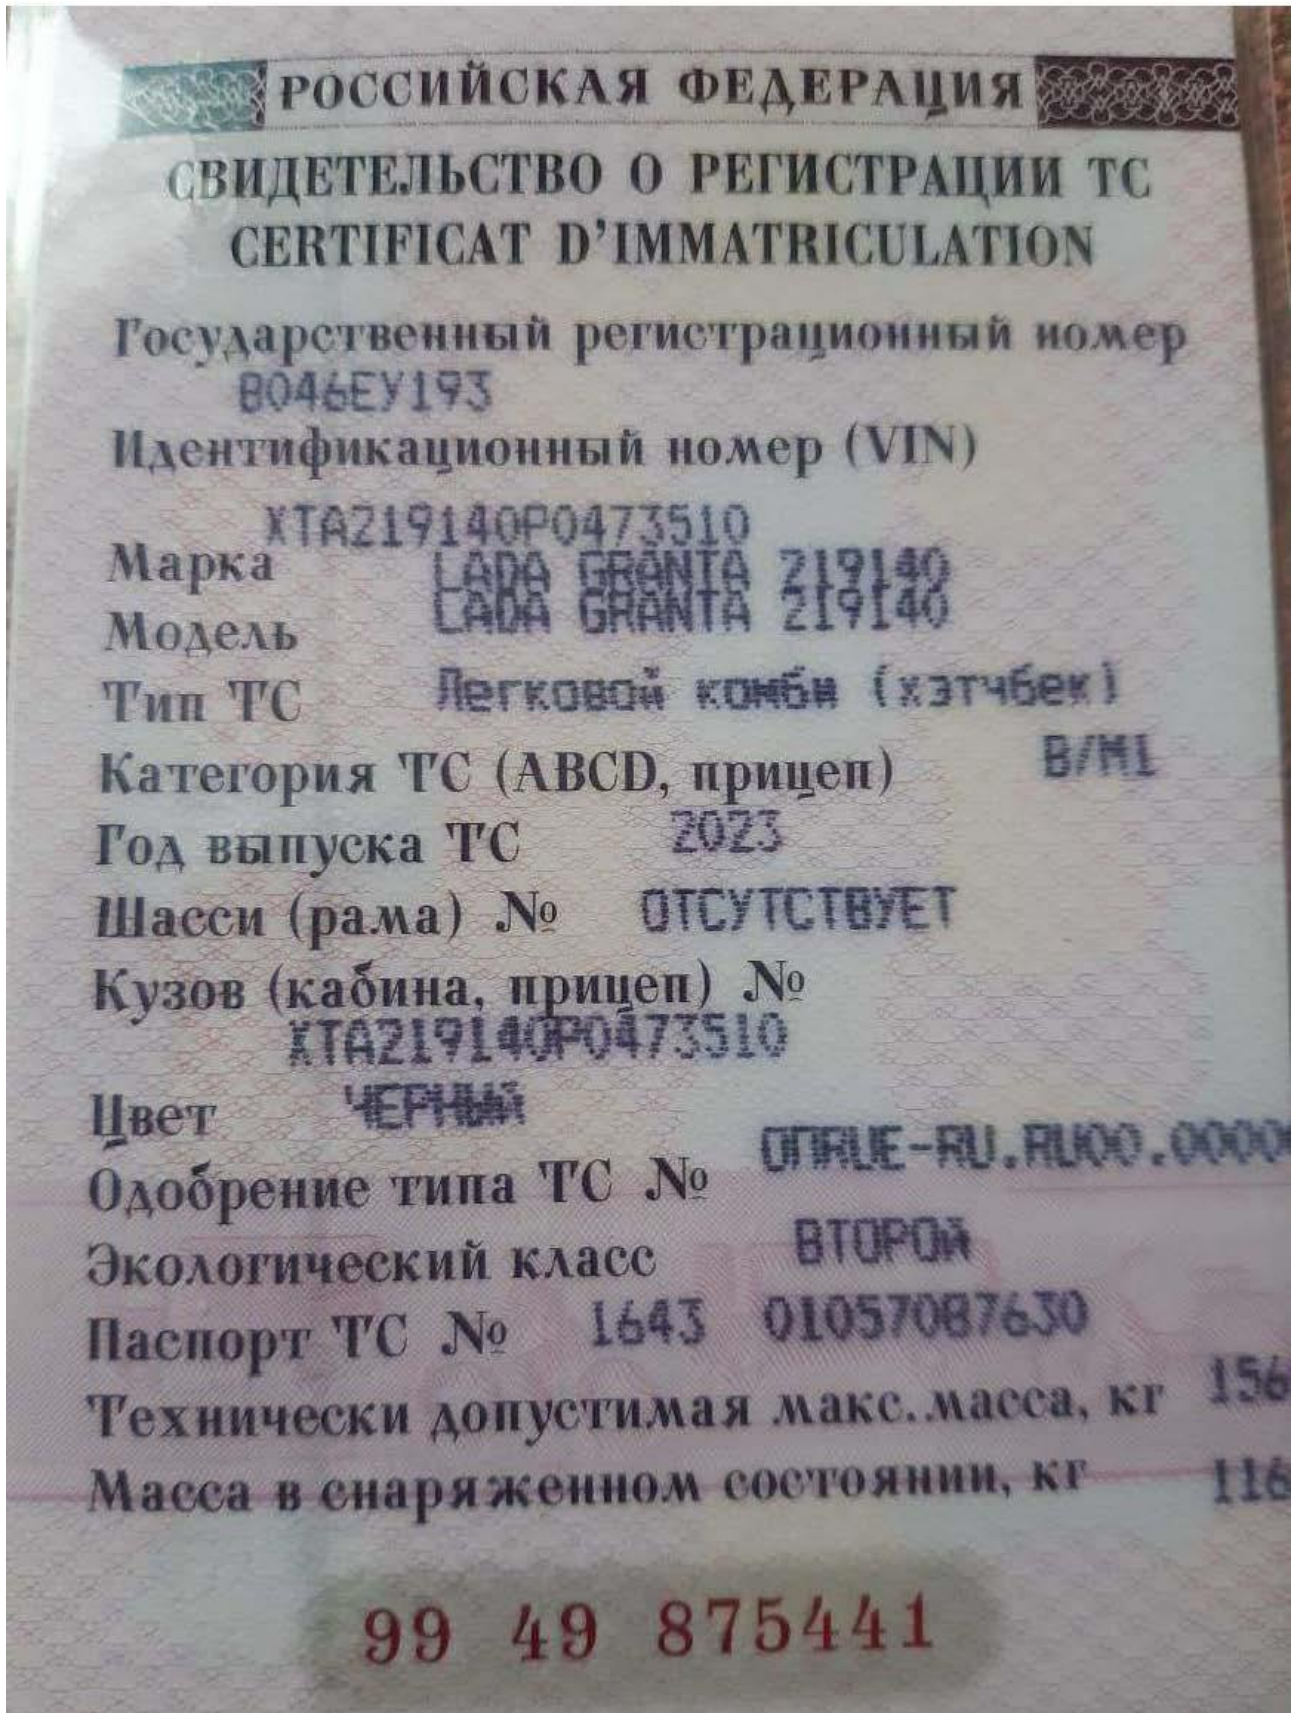 РОССИЙСКАЯ ФЕДЕРАЦИЯ
СВИДЕТЕЛЬСТВО О РЕГИСТРАЦИИ ТС
CERTIFICAT D'IMMATRICULATION
Государственный регистрационный номер
В046ЕУ193
Идентификационный номер (VIN)
XTA219140P0473510
Марка LADA GRANTA 219140
Модель LADA GRANTA 219140
Тип ТС Легковой комби (хэтчбек)
Категория ТС (ABCD, прицеп) B/M1
Год выпуска ТС 2023
Шасси (рама) № ОТСУТСТВУЕТ
Кузов (кабина, прицеп) №
XTA219140P0473510
Цвет ЧЕРНЫЙ
Одобрение типа ТС №
Экологический класс ВТОРОЙ
Паспорт ТС № 1643 01057087630
Технически допустимая макс. масса, кг 156
Масса в снаряженном состоянии, кг 116
99 49 875441